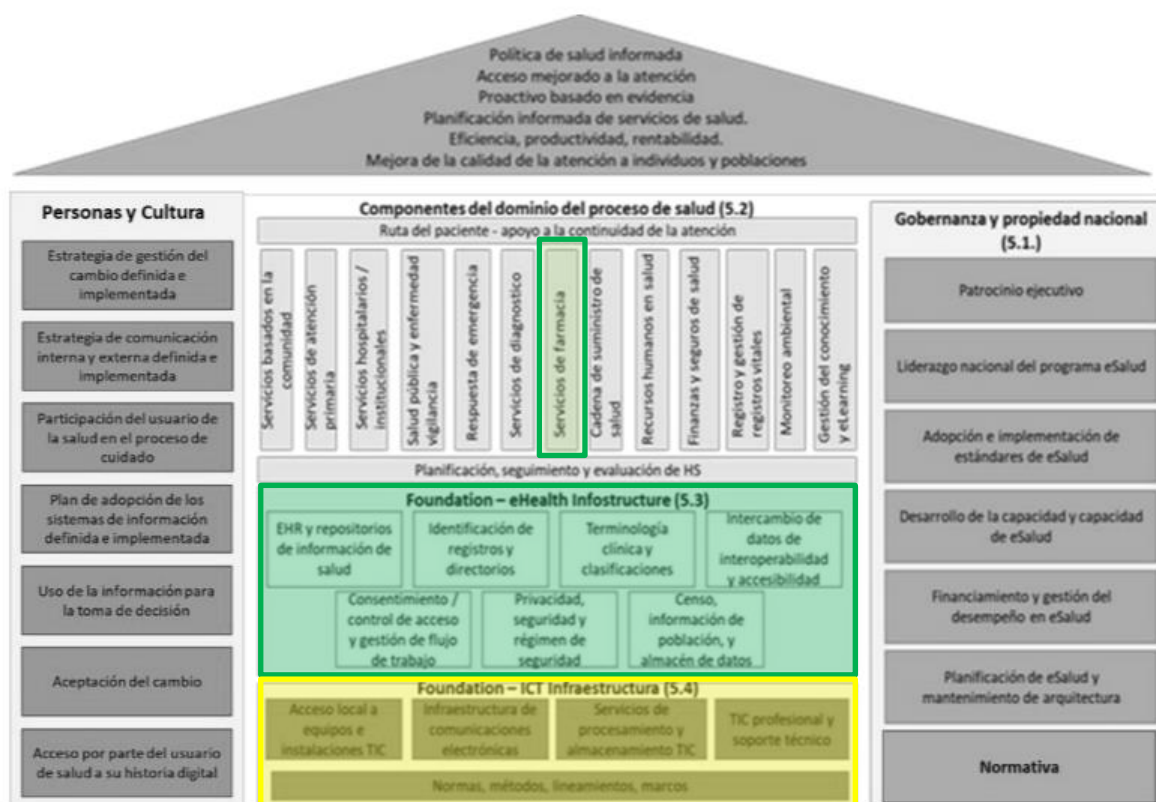 Política de salud informada
Acceso mejorado a la atención
Proactivo basado en evidencia
Planificación informada de servicios de salud.
Eficiencia, productividad, rentabilidad.
Mejora de la calidad de la atención a individuos y poblaciones
Personas y Cultura
Estrategia de gestión del
cambio definida e
implementada
Estrategia de comunicación
interna y externa definida e
implementada
Participación del usuario de
la salud en el proceso de
cuidado
Plan de adopción de los
sistemas de información
definida e implementada
Uso de la información para
la toma de decisión
Aceptación del cambio
Acceso por parte del usuario
de salud a su historia digital
Componentes del dominio del proceso de salud (5.2)
Ruta del paciente - apoyo a la continuidad de la atención
Servicios basados en la
comunidad
Servicios de atención
primaria
Servicios hospitalarios /
institucionales
Salud pública y enfermedad
vigilancia
Respuesta de emergencia
Servicios de diagnostico
Servicios de farmacia
Cadena de suministro de
salud
Recursos humanos en salud
Finanzas y seguros de salud
Registro y gestión de
registros vitales
Monitoreo ambiental
Gestión del conocimiento
y eLearning
Planificación, seguimiento y evaluación de HS
Foundation – eHealth Infostructure (5.3)
EHR y repositorios
de información de
salud
Identificación de
registros y
directorios
Terminología
clínica y
clasificaciones
Intercambio de
datos de
interoperabilidad
y accesibilidad
Consentimiento /
control de acceso
y gestión de flujo
de trabajo
Privacidad,
seguridad y
régimen de
seguridad
Censo,
información de
población, y
almacén de datos
Foundation – ICT Infraestructura (5.4)
Acceso local a
equipos e
instalaciones TIC
Infraestructura de
comunicaciones
electrónicas
Servicios de
procesamiento y
almacenamiento TIC
TIC profesional y
soporte técnico
Normas, métodos, lineamientos, marcos
Gobernanza y propiedad nacional
(5.1.)
Patrocinio ejecutivo
Liderazgo nacional del programa eSalud
Adopción e implementación de
estándares de eSalud
Desarrollo de la capacidad y capacidad
de eSalud
Financiamiento y gestión del
desempeño en eSalud
Planificación de eSalud y
mantenimiento de arquitectura
Normativa